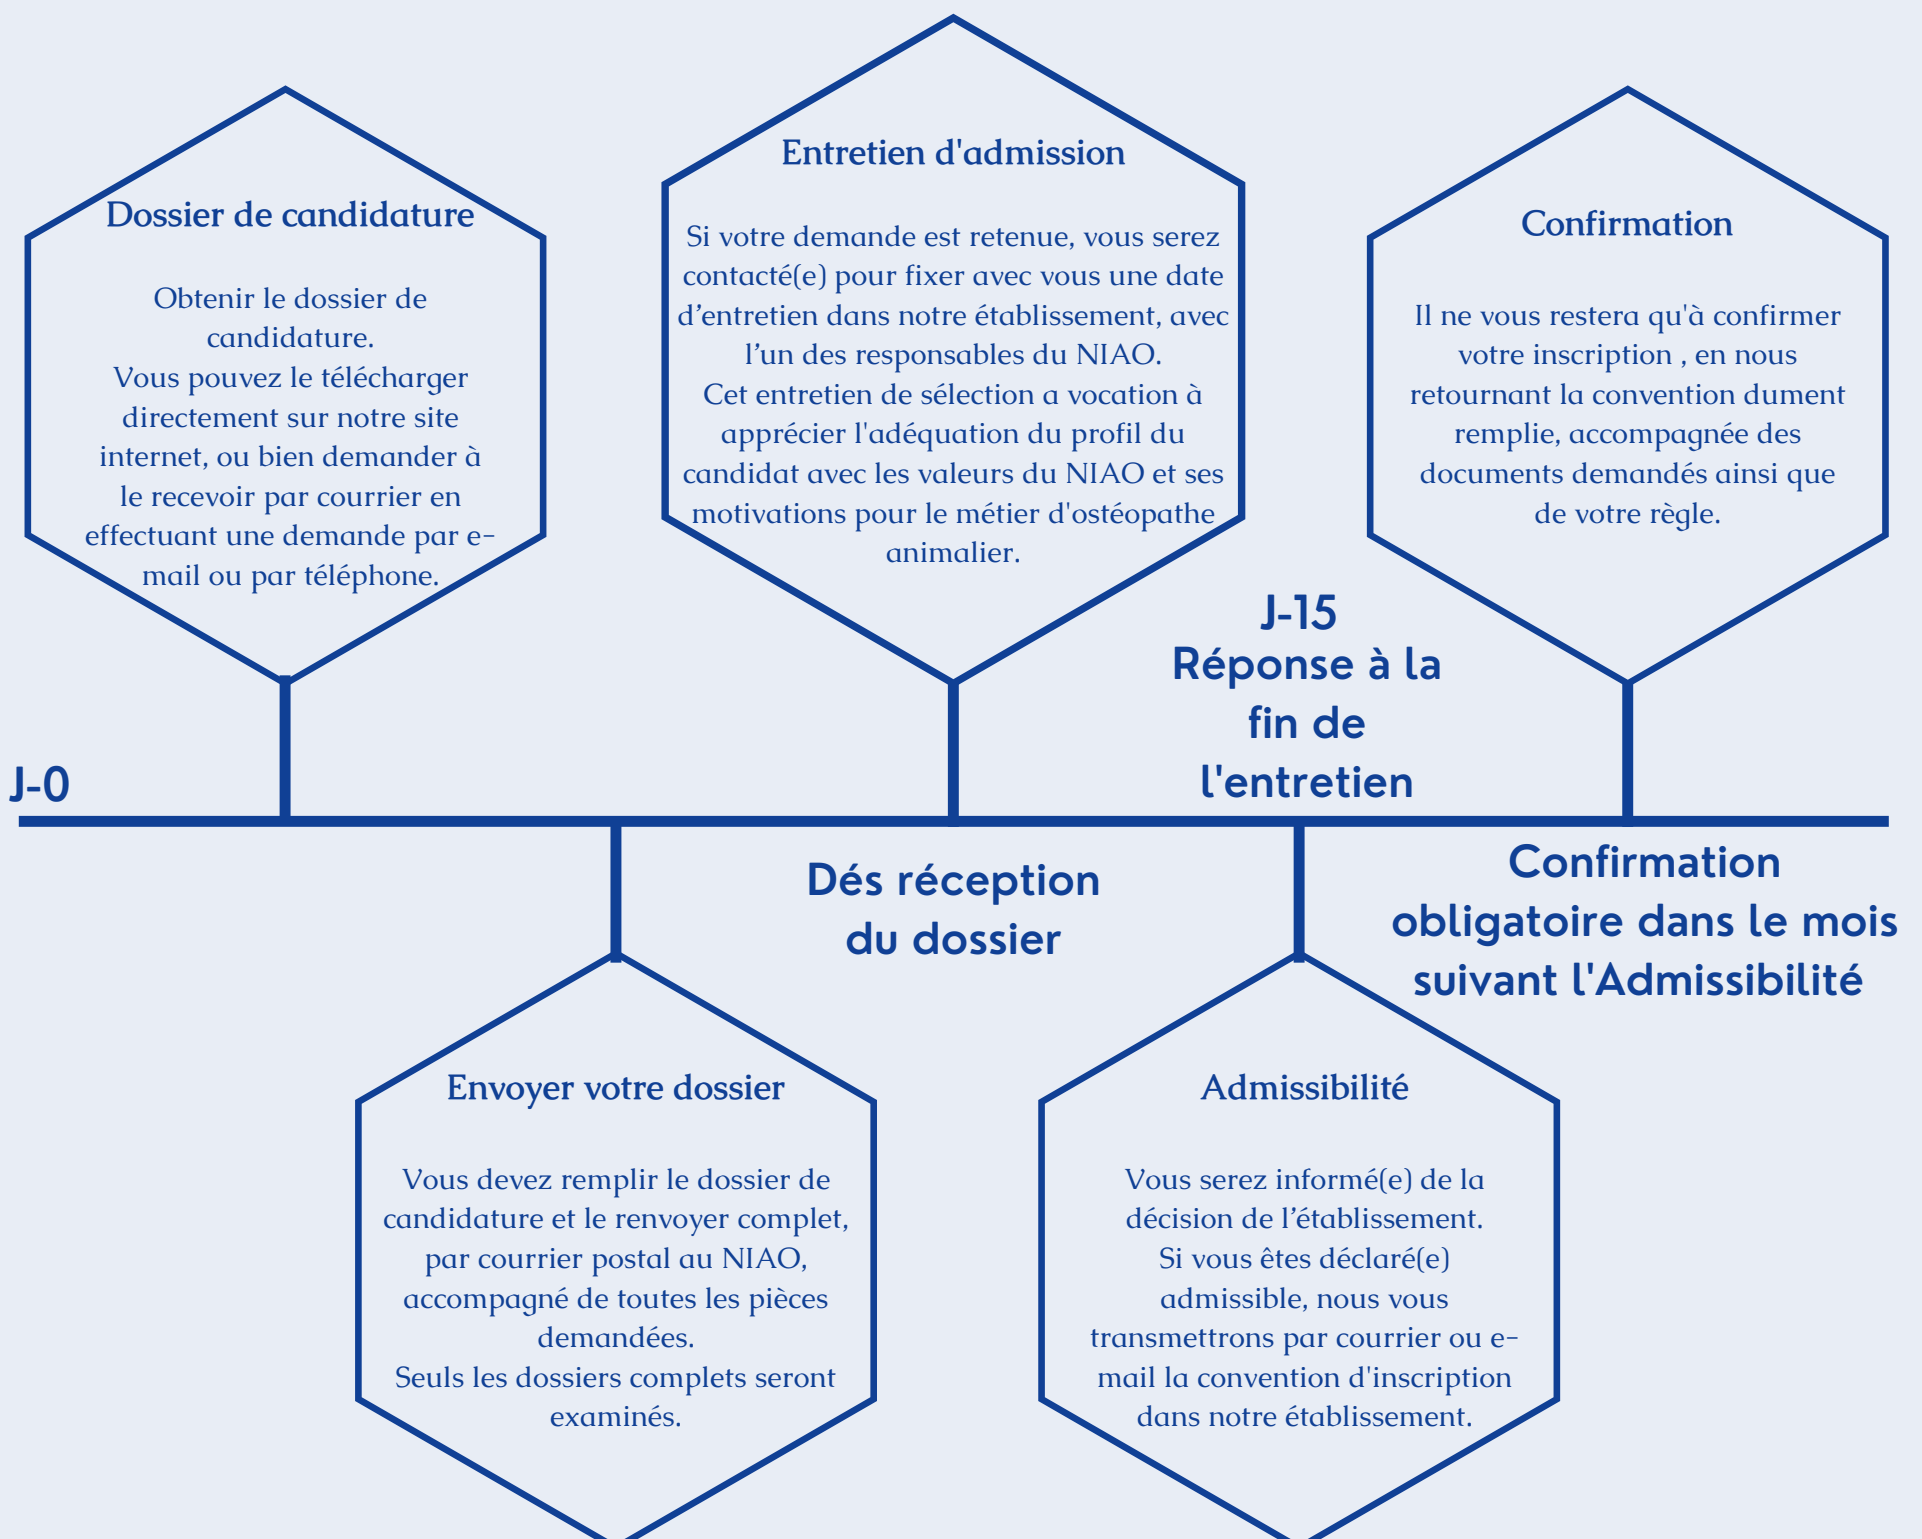 Dossier de candidature
Obtenir le dossier de
candidature.
Vous pouvez le télécharger
directement sur notre site
internet, ou bien demander à
le recevoir par courrier en
effectuant une demande par e-
mail ou par téléphone.
J-0
Envoyer votre dossier
Vous devez remplir le dossier de
candidature et le renvoyer complet,
par courrier postal au NIAO,
accompagné de toutes les pièces
demandées.
Seuls les dossiers complets seront
examinés.
Entretien d'admission
Si votre demande est retenue, vous serez
contacté(e) pour fixer avec vous une date
d’entretien dans notre établissement, avec
l’un des responsables du NIAO.
Cet entretien de sélection a vocation à
apprécier l'adéquation du profil du
candidat avec les valeurs du NIAO et ses
motivations pour le métier d'ostéopathe
animalier.
Dés réception
du dossier
J-15
Réponse à la
fin de
l'entretien
Admissibilité
Vous serez informé(e) de la
décision de l’établissement.
Si vous êtes déclaré(e)
admissible, nous vous
transmettrons par courrier ou e-
mail la convention d'inscription
dans notre établissement.
Confirmation
Il ne vous restera qu'à confirmer
votre inscription , en nous
retournant la convention dument
remplie, accompagnée des
documents demandés ainsi que
de votre règle.
Confirmation
obligatoire dans le mois
suivant l'Admissibilité